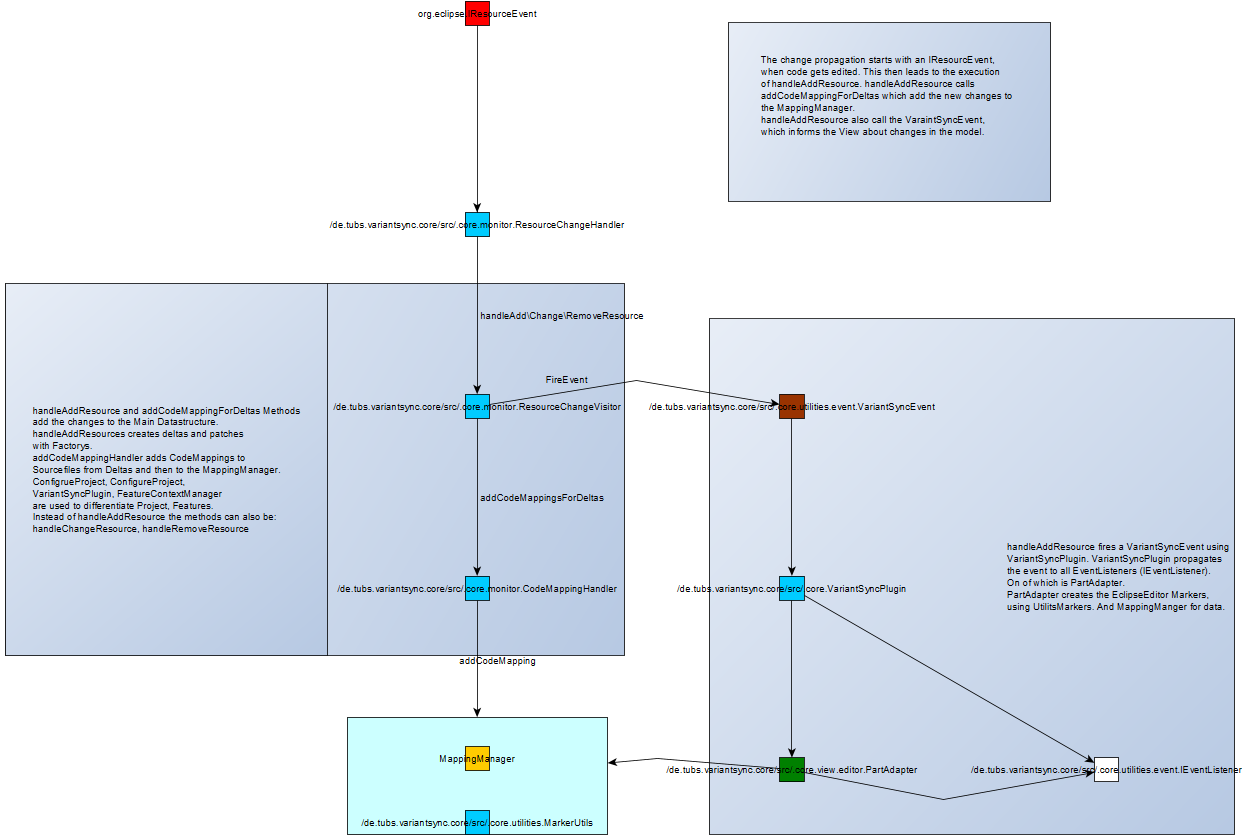 org.eclipse.IResourceEvent
The change propagation starts with an IResourcEvent,
when code gets edited. This then leads to the execution
of handleAddResource. handleAddResource calls
addCodeMappingForDeltas which add the new changes to
the MappingManager.
handleAddResource also call the VaraintSyncEvent,
which informs the View about changes in the model.
/de.tubs.variantsync.core/src/.core.monitor.ResourceChangeHandler
handleAdd\Change\RemoveResource
FireEvent
/de.tubs.variantsync.core/src/.core.monitor.ResourceChangeVisitor
/de.tubs.variantsync.core/src/.core.utilities.event.VariantSyncEvent
handleAddResource and addCodeMappingForDeltas Methods
add the changes to the Main Datastructure.
handleAddResources creates deltas and patches
with Factorys.
addCodeMappingHandler adds CodeMappings to
Sourcefiles from Deltas and then to the MappingManager.
ConfigrueProject, ConfigureProject,
VariantSyncPlugin, FeatureContextManager
are used to differentiate Project, Features.
Instead of handleAddResource the methods can also be:
handleChangeResource, handleRemoveResource
addCodeMappingsForDeltas
handleAddResource fires a VariantSyncEvent using
VariantSyncPlugin. VariantSyncPlugin propagates
the event to all EventListeners (IEventListener).
On of which is PartAdapter.
PartAdapter creates the EclipseEditor Markers,
using UtilitsMarkers. And MappingManger for data.
/de.tubs.variantsync.core/src/.core.monitor.CodeMappingHandler
/de.tubs.variantsync.core/src/.core.VariantSyncPlugin
addCodeMapping
MappingManager
/de.tubs.variantsync.core/src/.core.view.editor.PartAdapter
/de.tubs.variantsync.core/src/.core.utilities.event.IEventListener
/de.tubs.variantsync.core/src/.core.utilities.MarkerUtils